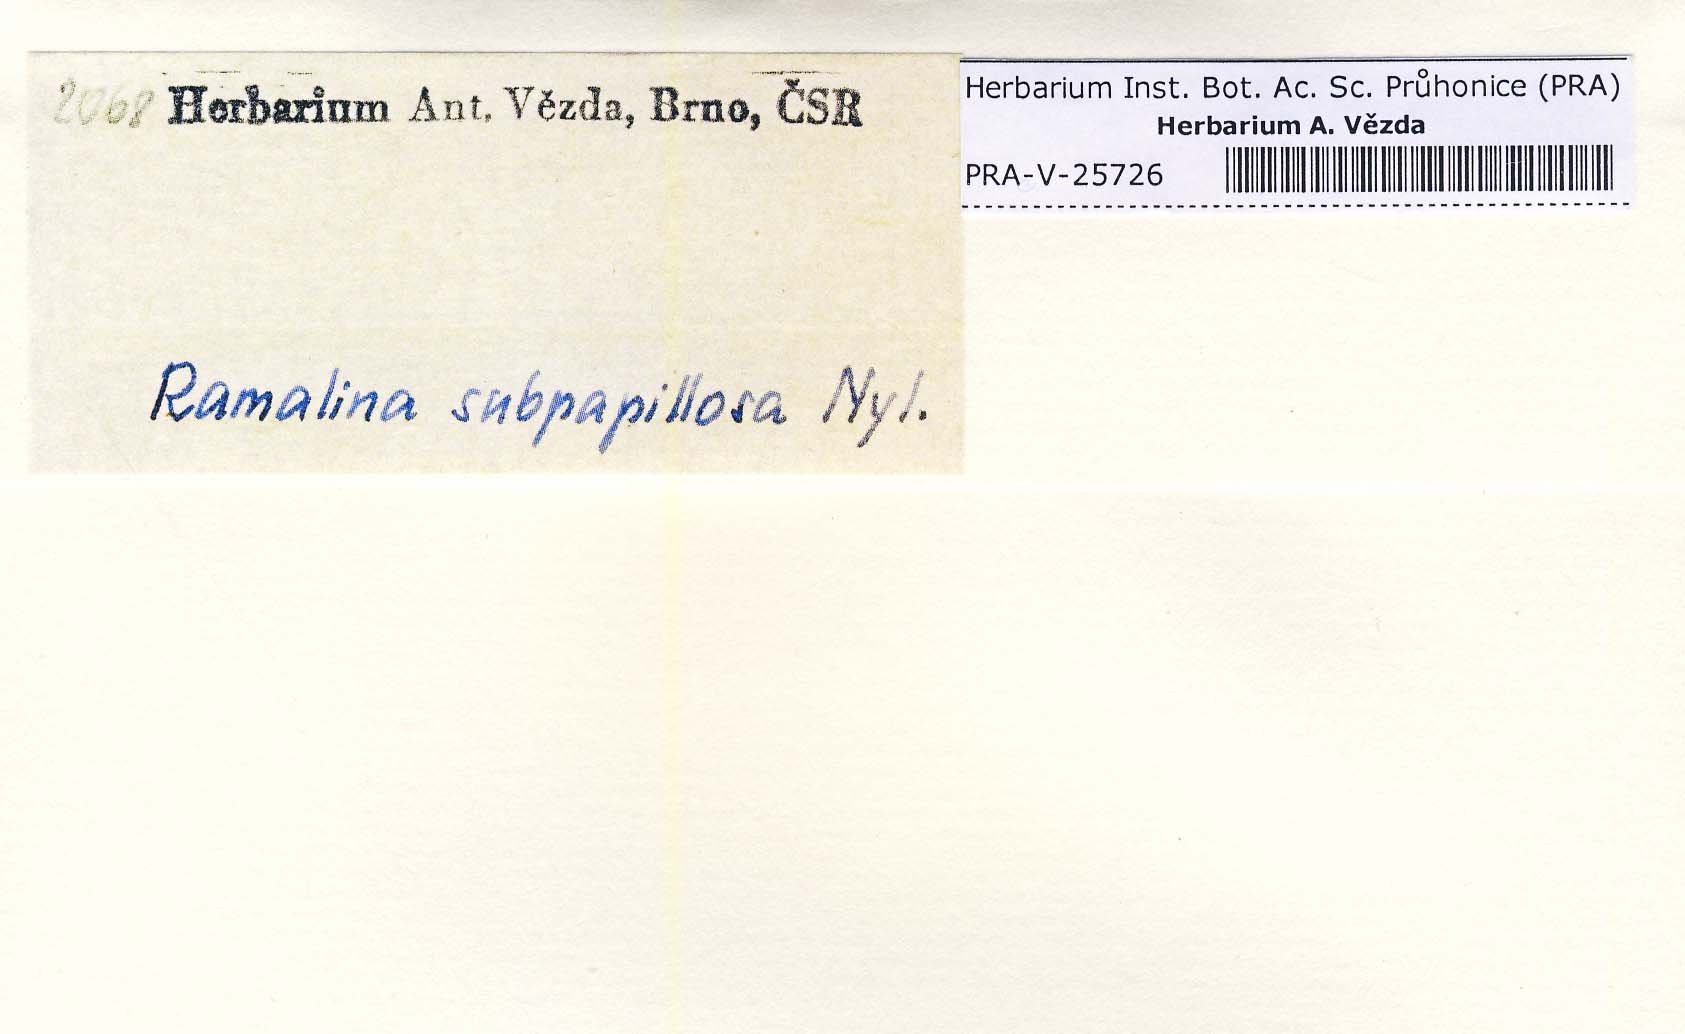 2068 Herbarium Ant. Vězda, Brno, ČSR
Ramalina subpapillosa Nyl.
Herbarium Inst. Bot. Ac. Sc. Průhonice (PRA)
Herbarium A. Vězda
PRA-V-25726